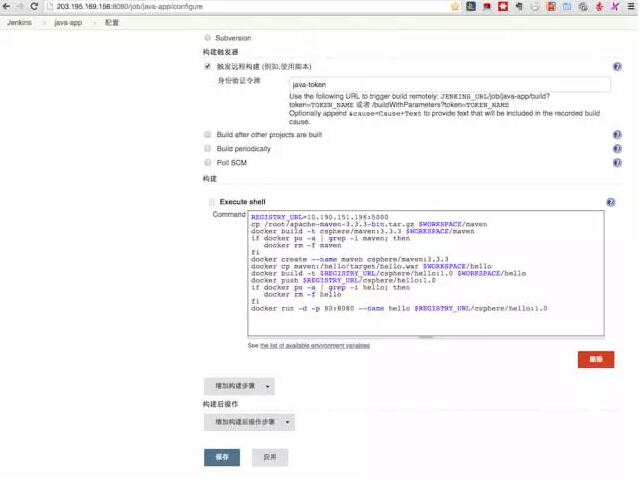 203.195.169.156:8080/job/java-app/configure
Jenkins › java-app › 配置
Subversion
构建触发器
触发远程构建 (例如,使用脚本)
身份验证令牌
java-token
Use the following URL to trigger build remotely: JENKINS_URL/job/java-app/build?
token=TOKEN_NAME 或者 /buildWithParameters?token=TOKEN_NAME
Optionally append &cause=Cause+Text to provide text that will be included in the recorded build
cause.
Build after other projects are built
Build periodically
Poll SCM
构建
Execute shell
Command
REGISTRY_URL=10.190.151.196:5000
cp /root/apache-maven-3.3.3-bin.tar.gz $WORKSPACE/maven
docker build -t csphere/maven:3.3.3 $WORKSPACE/maven
if docker ps -a | grep -i maven; then
docker rm -f maven
fi
docker create --name maven csphere/maven:3.3.3
docker cp maven:/hello/target/hello.war $WORKSPACE/hello
docker build -t $REGISTRY_URL/csphere/hello:1.0 $WORKSPACE/hello
docker push $REGISTRY_URL/csphere/hello:1.0
if docker ps -a | grep -i hello; then
docker rm -f hello
fi
docker run -d -p 80:8080 --name hello $REGISTRY_URL/csphere/hello:1.0
See the list of available environment variables
删除
增加构建步骤
构建后操作
增加构建后操作步骤
保存
应用